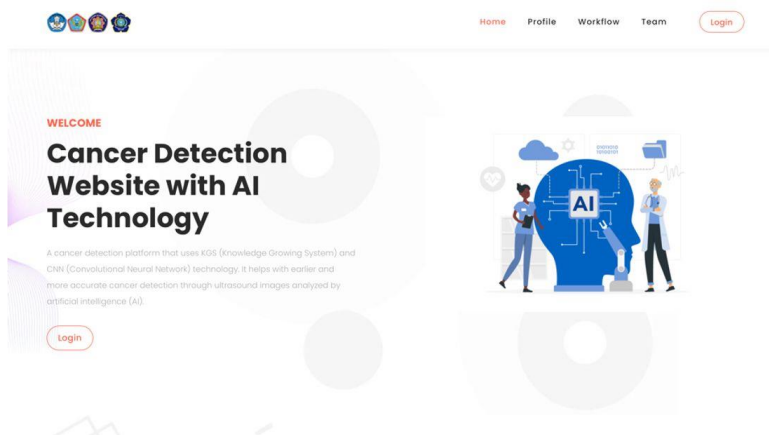 Home Profile Workflow Team Login
WELCOME
Cancer Detection
Website with AI
Technology
A cancer detection platform that uses KGS (Knowledge Growing System) and
CNN (Convolutional Neural Network) technology. It helps with earlier and
more accurate cancer detection through ultrasound images analyzed by
artificial intelligence (AI).
Login
AI